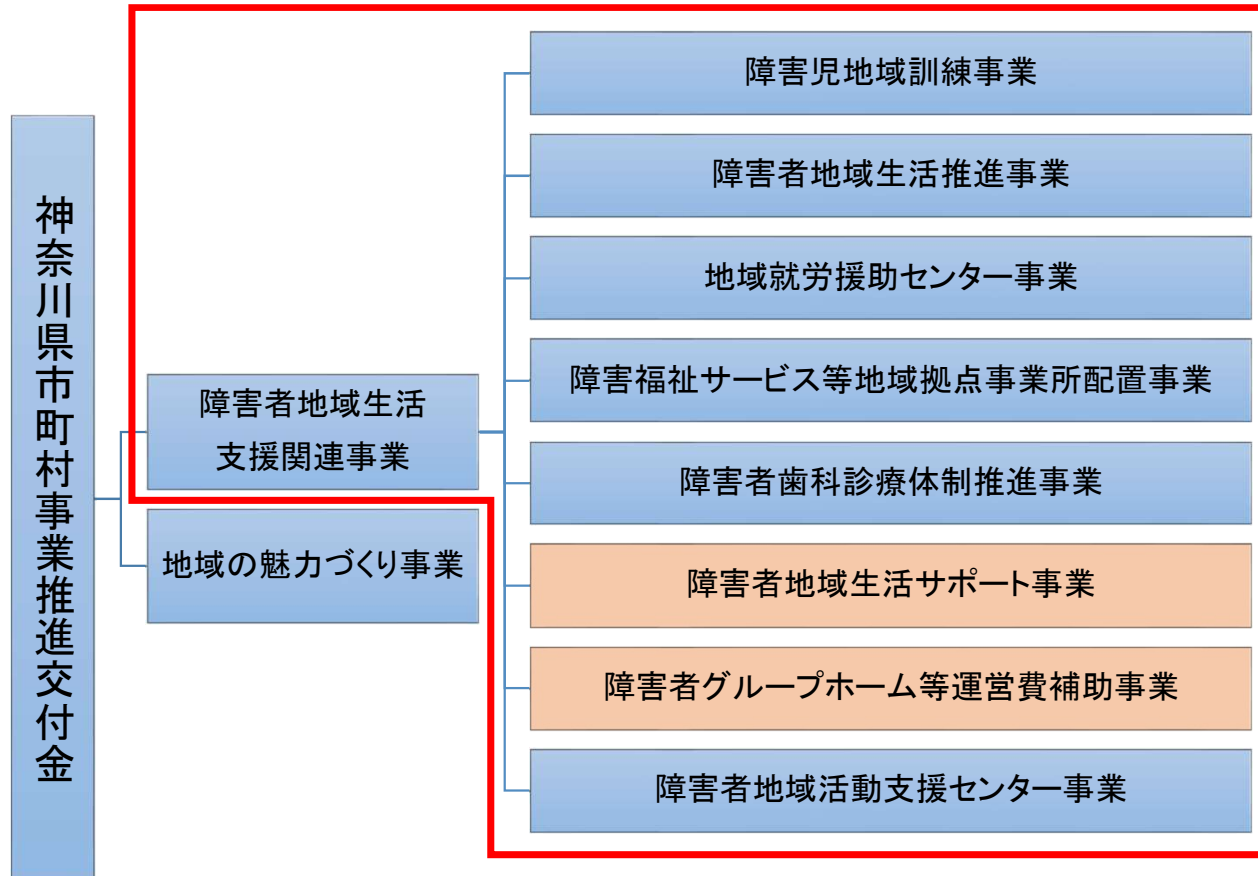 神奈川県市町村事業推進交付金
障害者地域生活
支援関連事業
地域の魅力づくり事業
障害児地域訓練事業
障害者地域生活推進事業
地域就労援助センター事業
障害福祉サービス等地域拠点事業所配置事業
障害者歯科診療体制推進事業
障害者地域生活サポート事業
障害者グループホーム等運営費補助事業
障害者地域活動支援センター事業